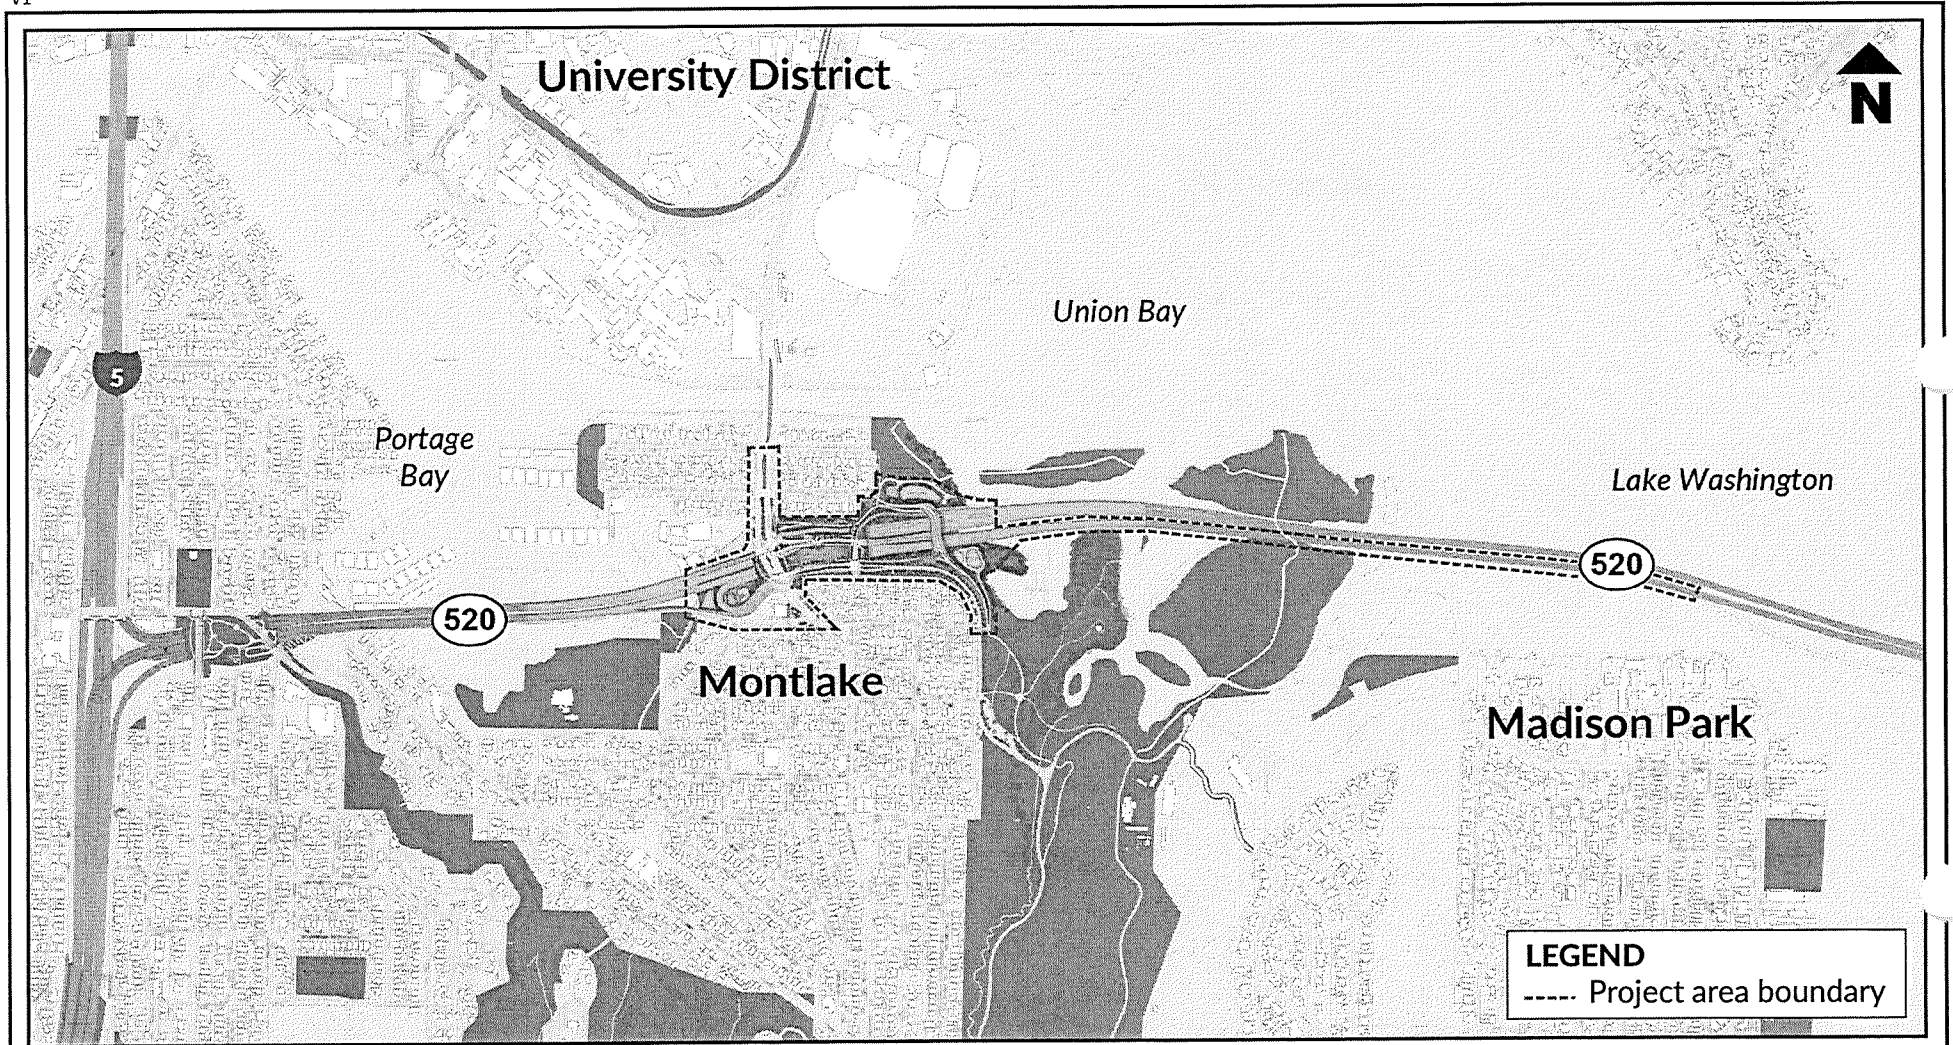 University District
N
Union Bay
5
Portage
Bay
Lake Washington
520
520
Montlake
Madison Park
LEGEND
Project area boundary